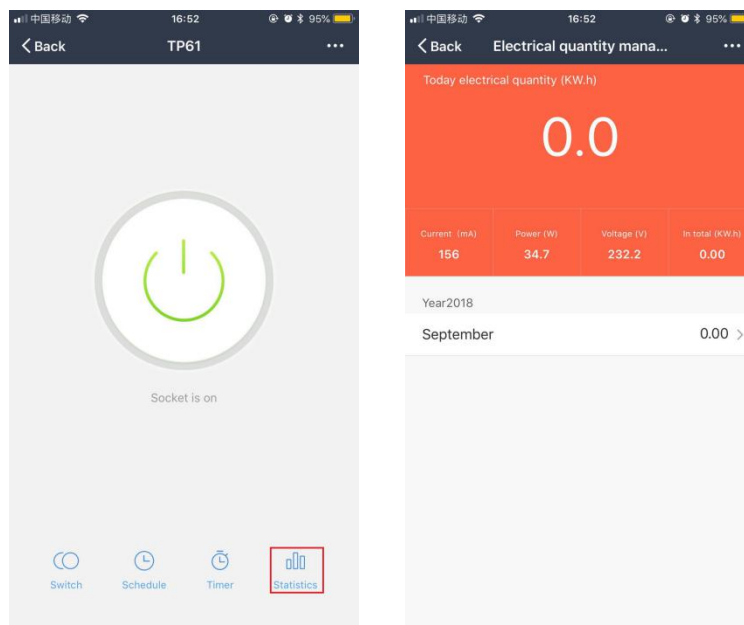 中国移动 16:52 95%
Back TP61
Socket is on
Switch Schedule Timer Statistics
中国移动 16:52 95%
Back Electrical quantity mana...
Today electrical quantity (KW.h)
0.0
Current (mA) Power (W) Voltage (V) In total (KW.h)
156 34.7 232.2 0.00
Year2018
September 0.00